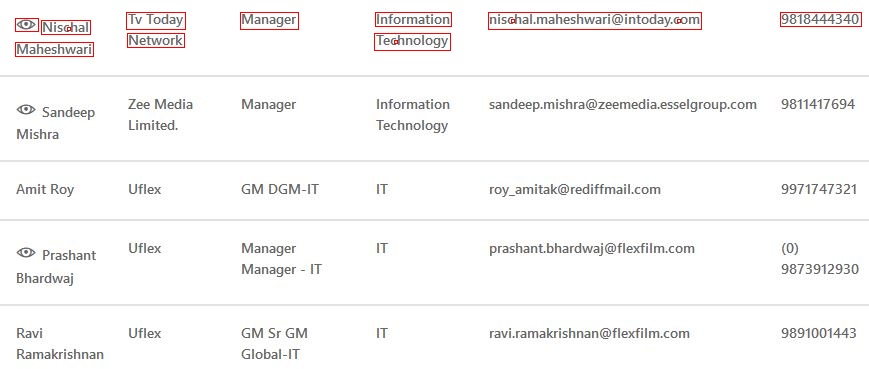 Nischal Maheshwari Tv Today Network Manager Information Technology nischal.maheshwari@intoday.com 9818444340
Sandeep Mishra Zee Media Limited. Manager Information Technology sandeep.mishra@zeemedia.esselgroup.com 9811417694
Amit Roy Uflex GM DGM-IT IT roy_amitak@rediffmail.com 9971747321
Prashant Bhardwaj Uflex Manager Manager - IT IT prashant.bhardwaj@flexfilm.com (0) 9873912930
Ravi Ramakrishnan Uflex GM Sr GM Global-IT IT ravi.ramakrishnan@flexfilm.com 9891001443